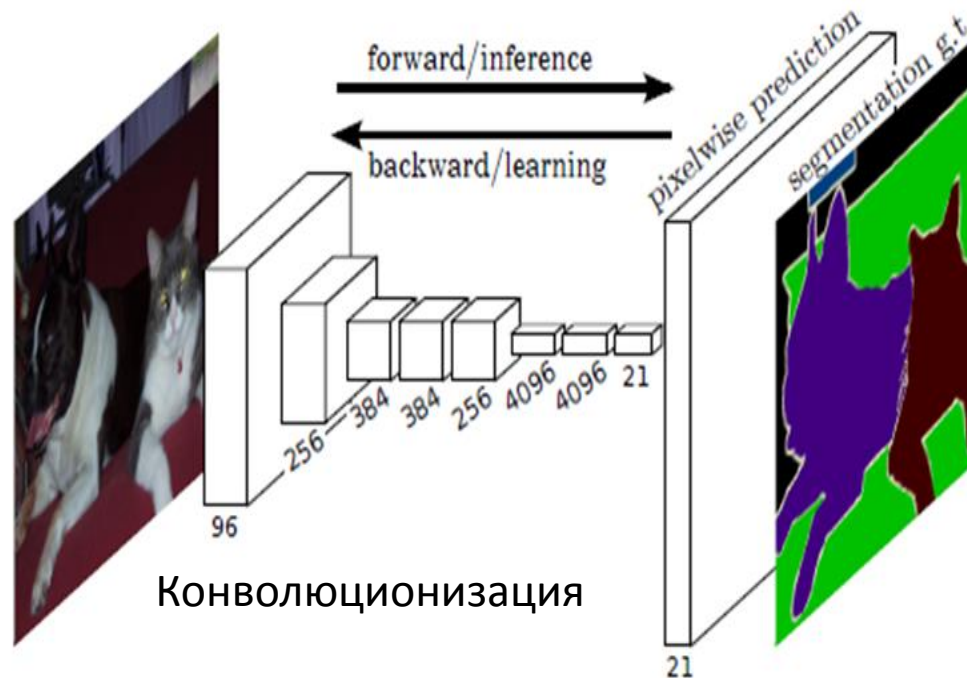 forward/inference
backward/learning
pixelwise prediction
segmentation g.t.
96
256
384
384
256
4096
4096
21
21
Конволюционизация